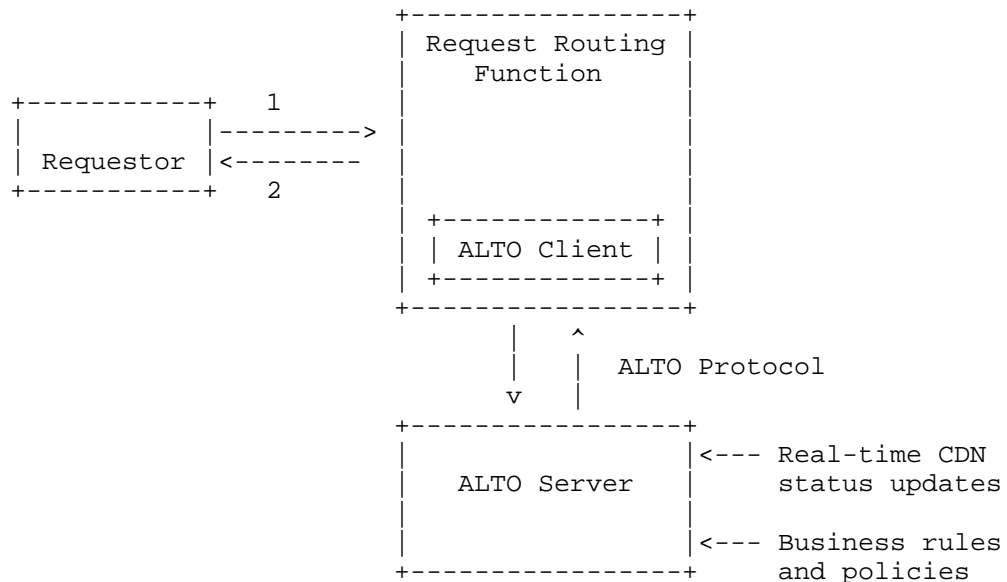 Request Routing
Function
1
Requestor
2
ALTO Client
ALTO Protocol
Real-time CDN
status updates
ALTO Server
Business rules
and policies